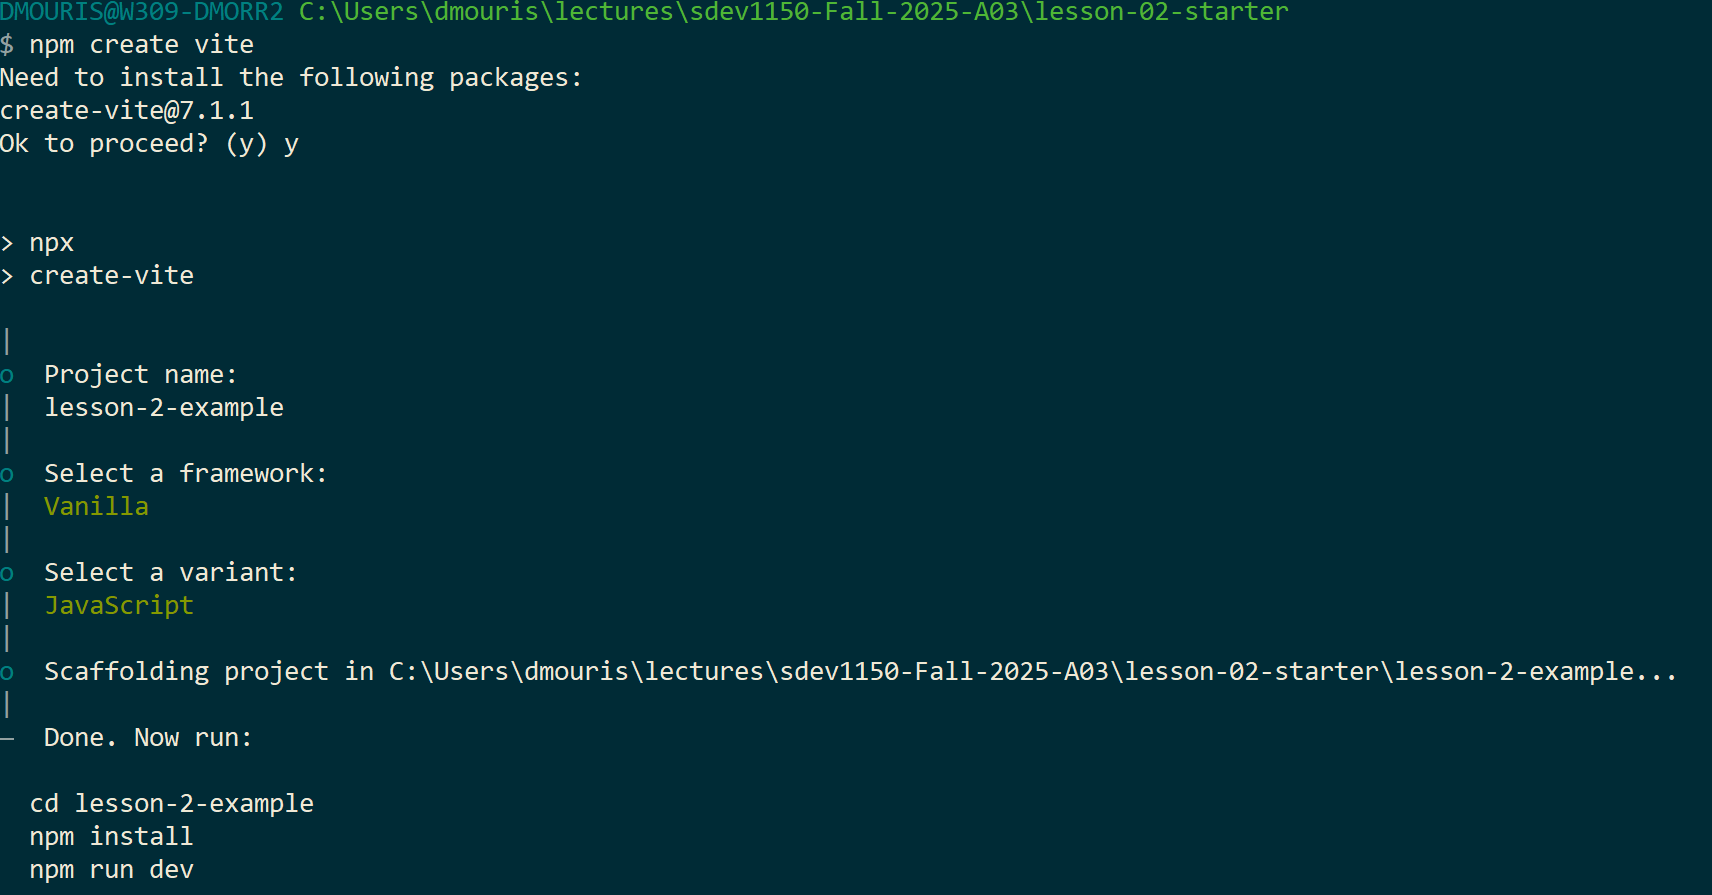 DMOURIS@W309-DMORR2 C:\Users\dmouris\lectures\sdev1150-Fall-2025-A03\lesson-02-starter
$ npm create vite
Need to install the following packages:
create-vite@7.1.1
Ok to proceed? (y) y
> npx
> create-vite
|
o  Project name:
|  lesson-2-example
|
o  Select a framework:
|  Vanilla
|
o  Select a variant:
|  JavaScript
|
o  Scaffolding project in C:\Users\dmouris\lectures\sdev1150-Fall-2025-A03\lesson-02-starter\lesson-2-example...
|
—  Done. Now run:
cd lesson-2-example
npm install
npm run dev